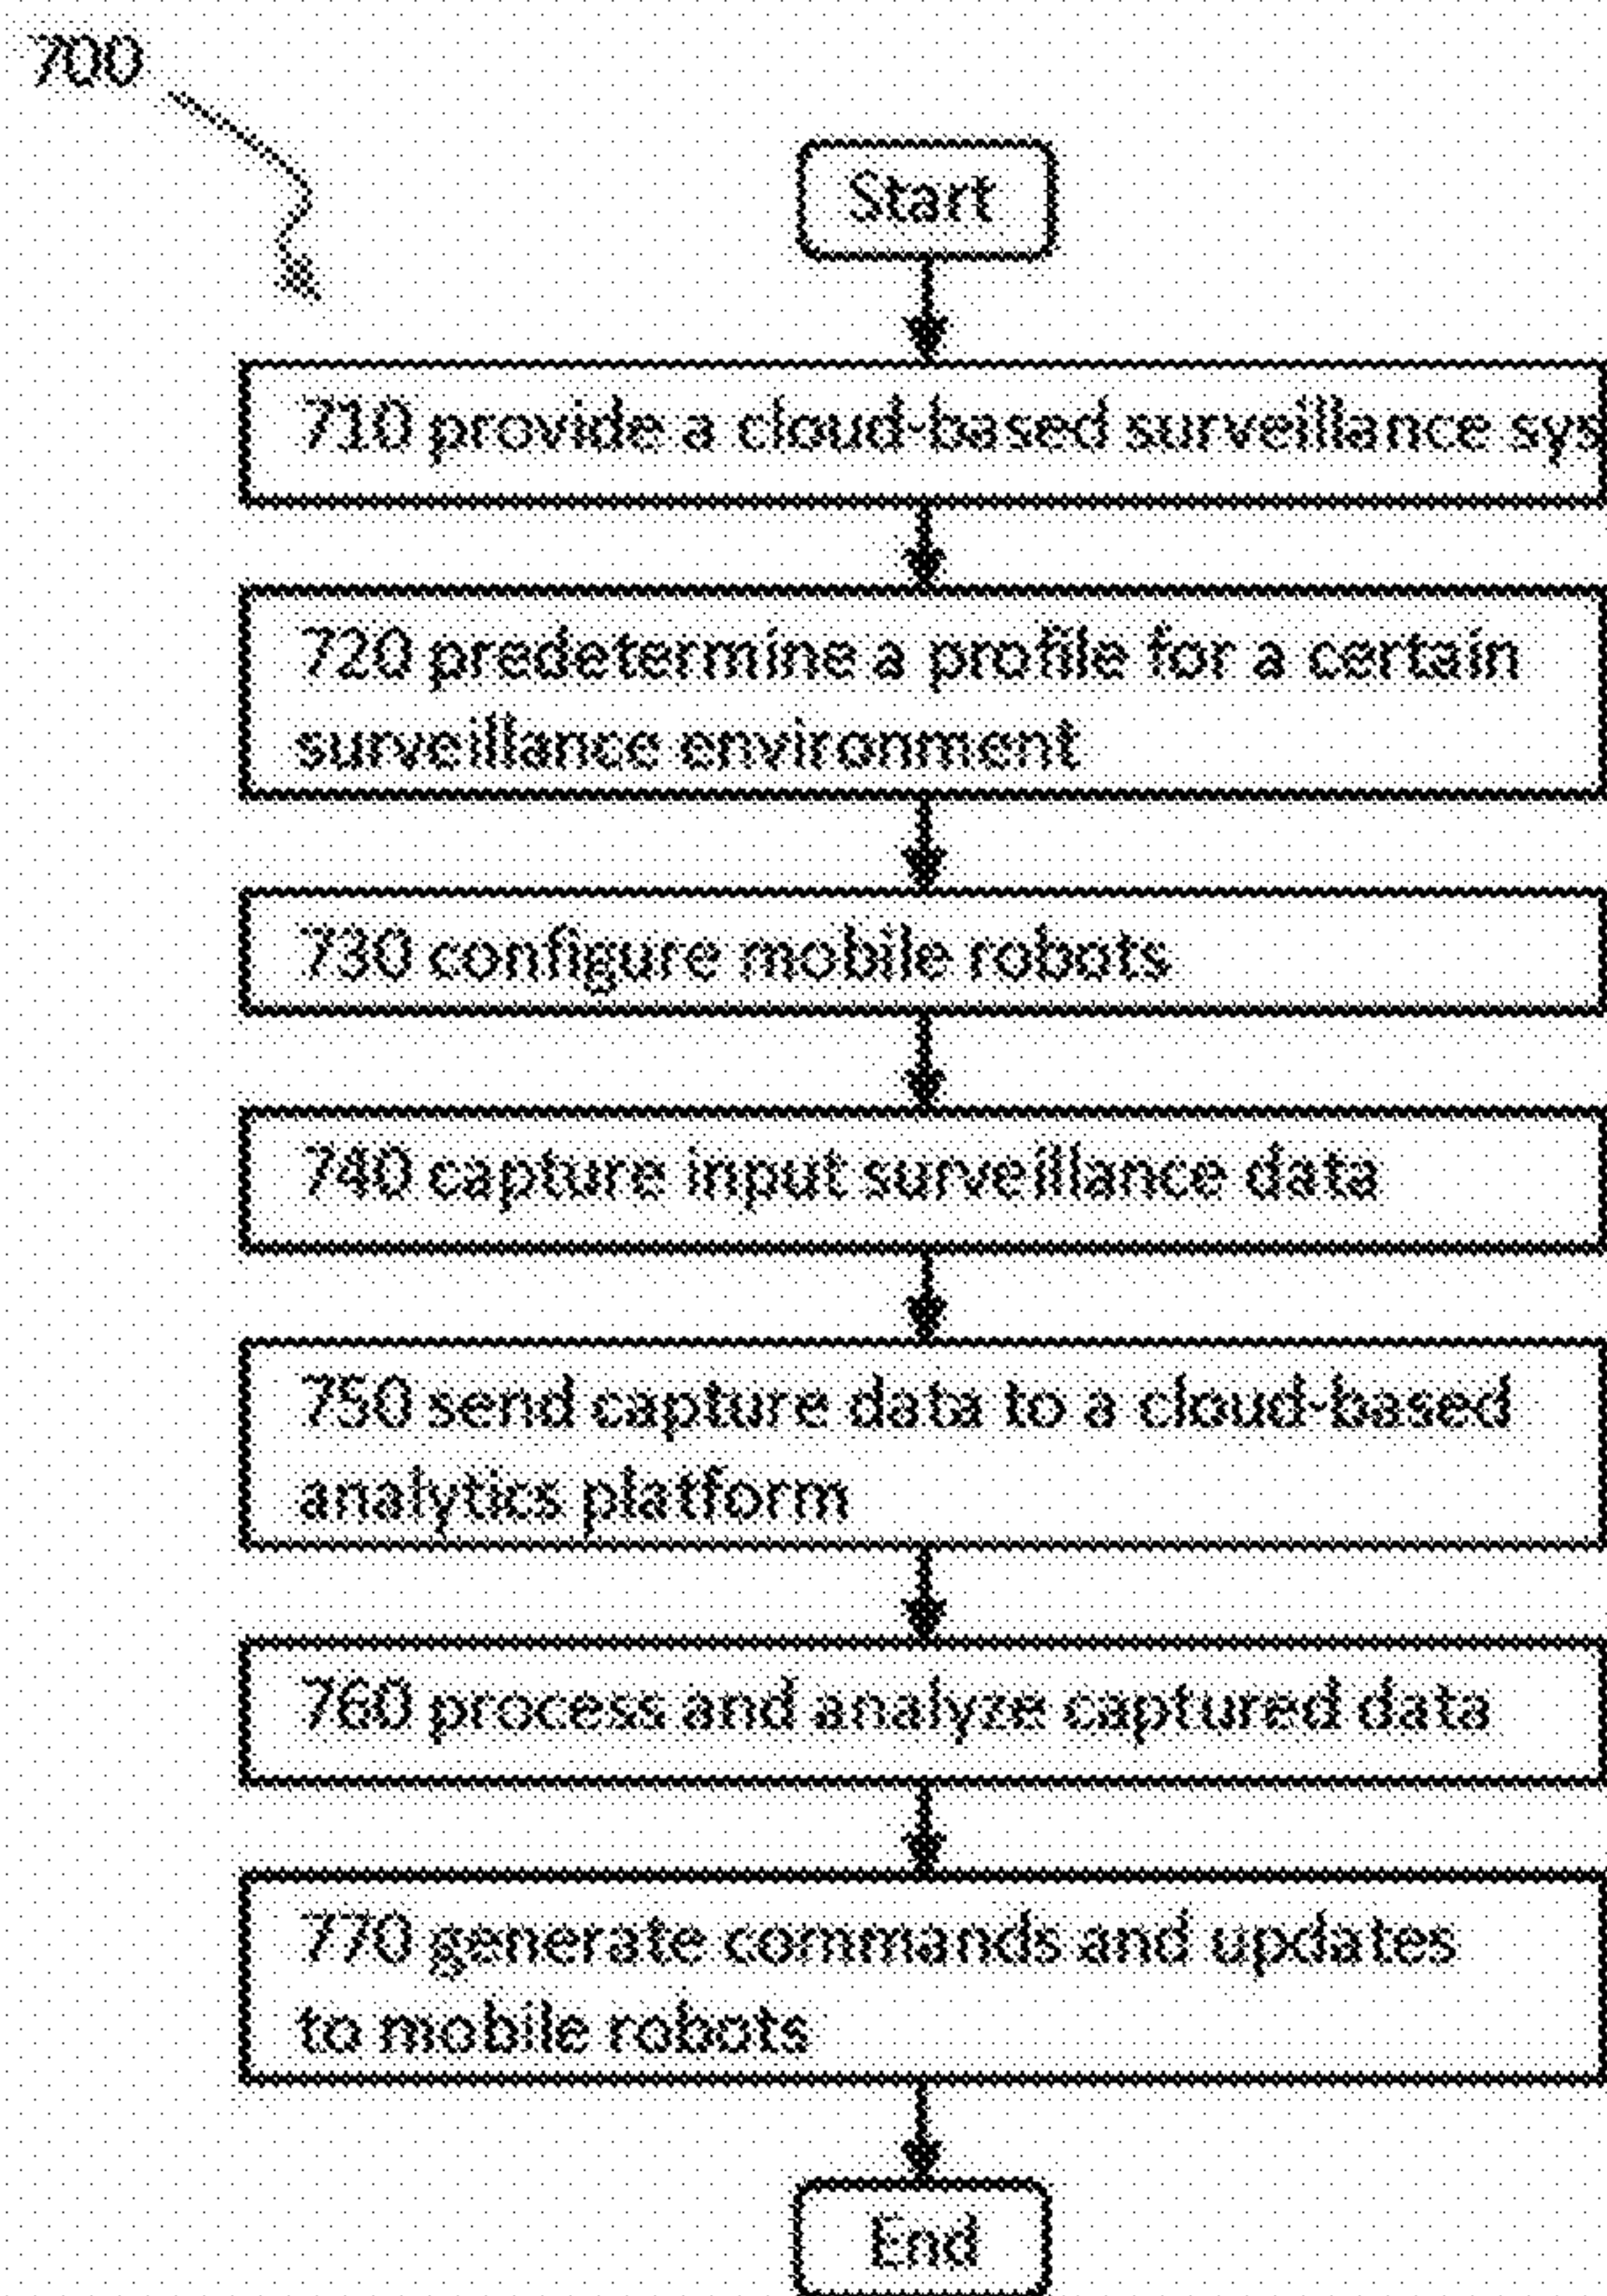 700
Start
710 provide a cloud-based surveillance sys
720 predetermine a profile for a certain
surveillance environment
730 configure mobile robots
740 capture input surveillance data
750 send capture data to a cloud-based
analytics platform
760 process and analyze captured data
770 generate commands and updates
to mobile robots
End